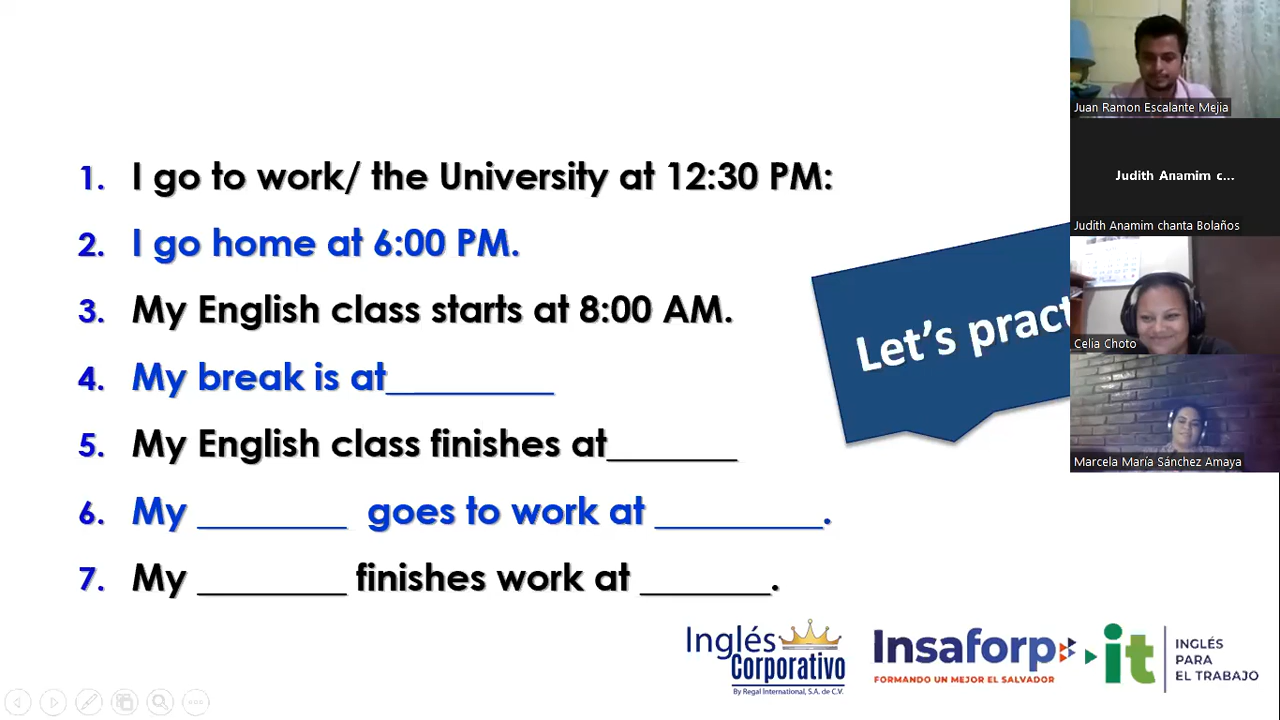 1. I go to work/ the University at 12:30 PM:
2. I go home at 6:00 PM.
3. My English class starts at 8:00 AM.
4. My break is at_________
5. My English class finishes at_______
6. My ________ goes to work at _________.
7. My ________ finishes work at _______.
Let's pract
Juan Ramon Escalante Mejia
Judith Anamim c...
Judith Anamim chanta Bolaños
Celia Choto
Marcela María Sánchez Amaya
Inglés
Corporativo
By Regal International, S.A. de C.V.
Insaforp
FORMANDO UN MEJOR EL SALVADOR
it
INGLÉS
PARA
EL TRABAJO